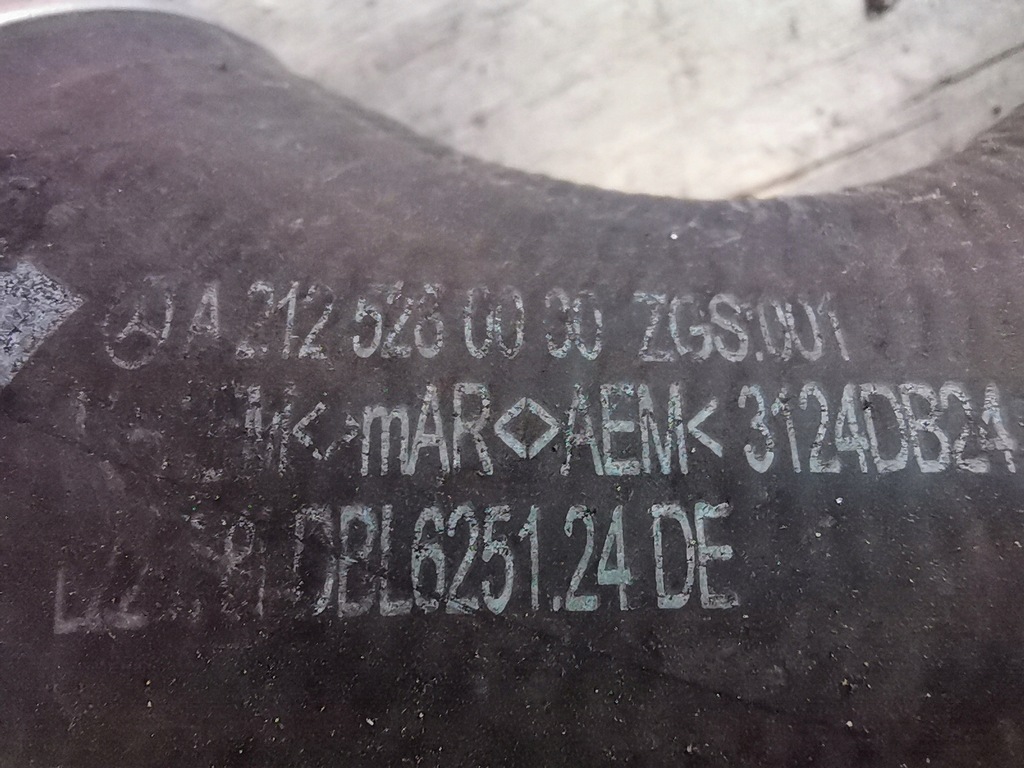 A 212 528 00 30 ZGS:001
<>mAR<>AEM< 3124DB24
DBL6251.24 DE